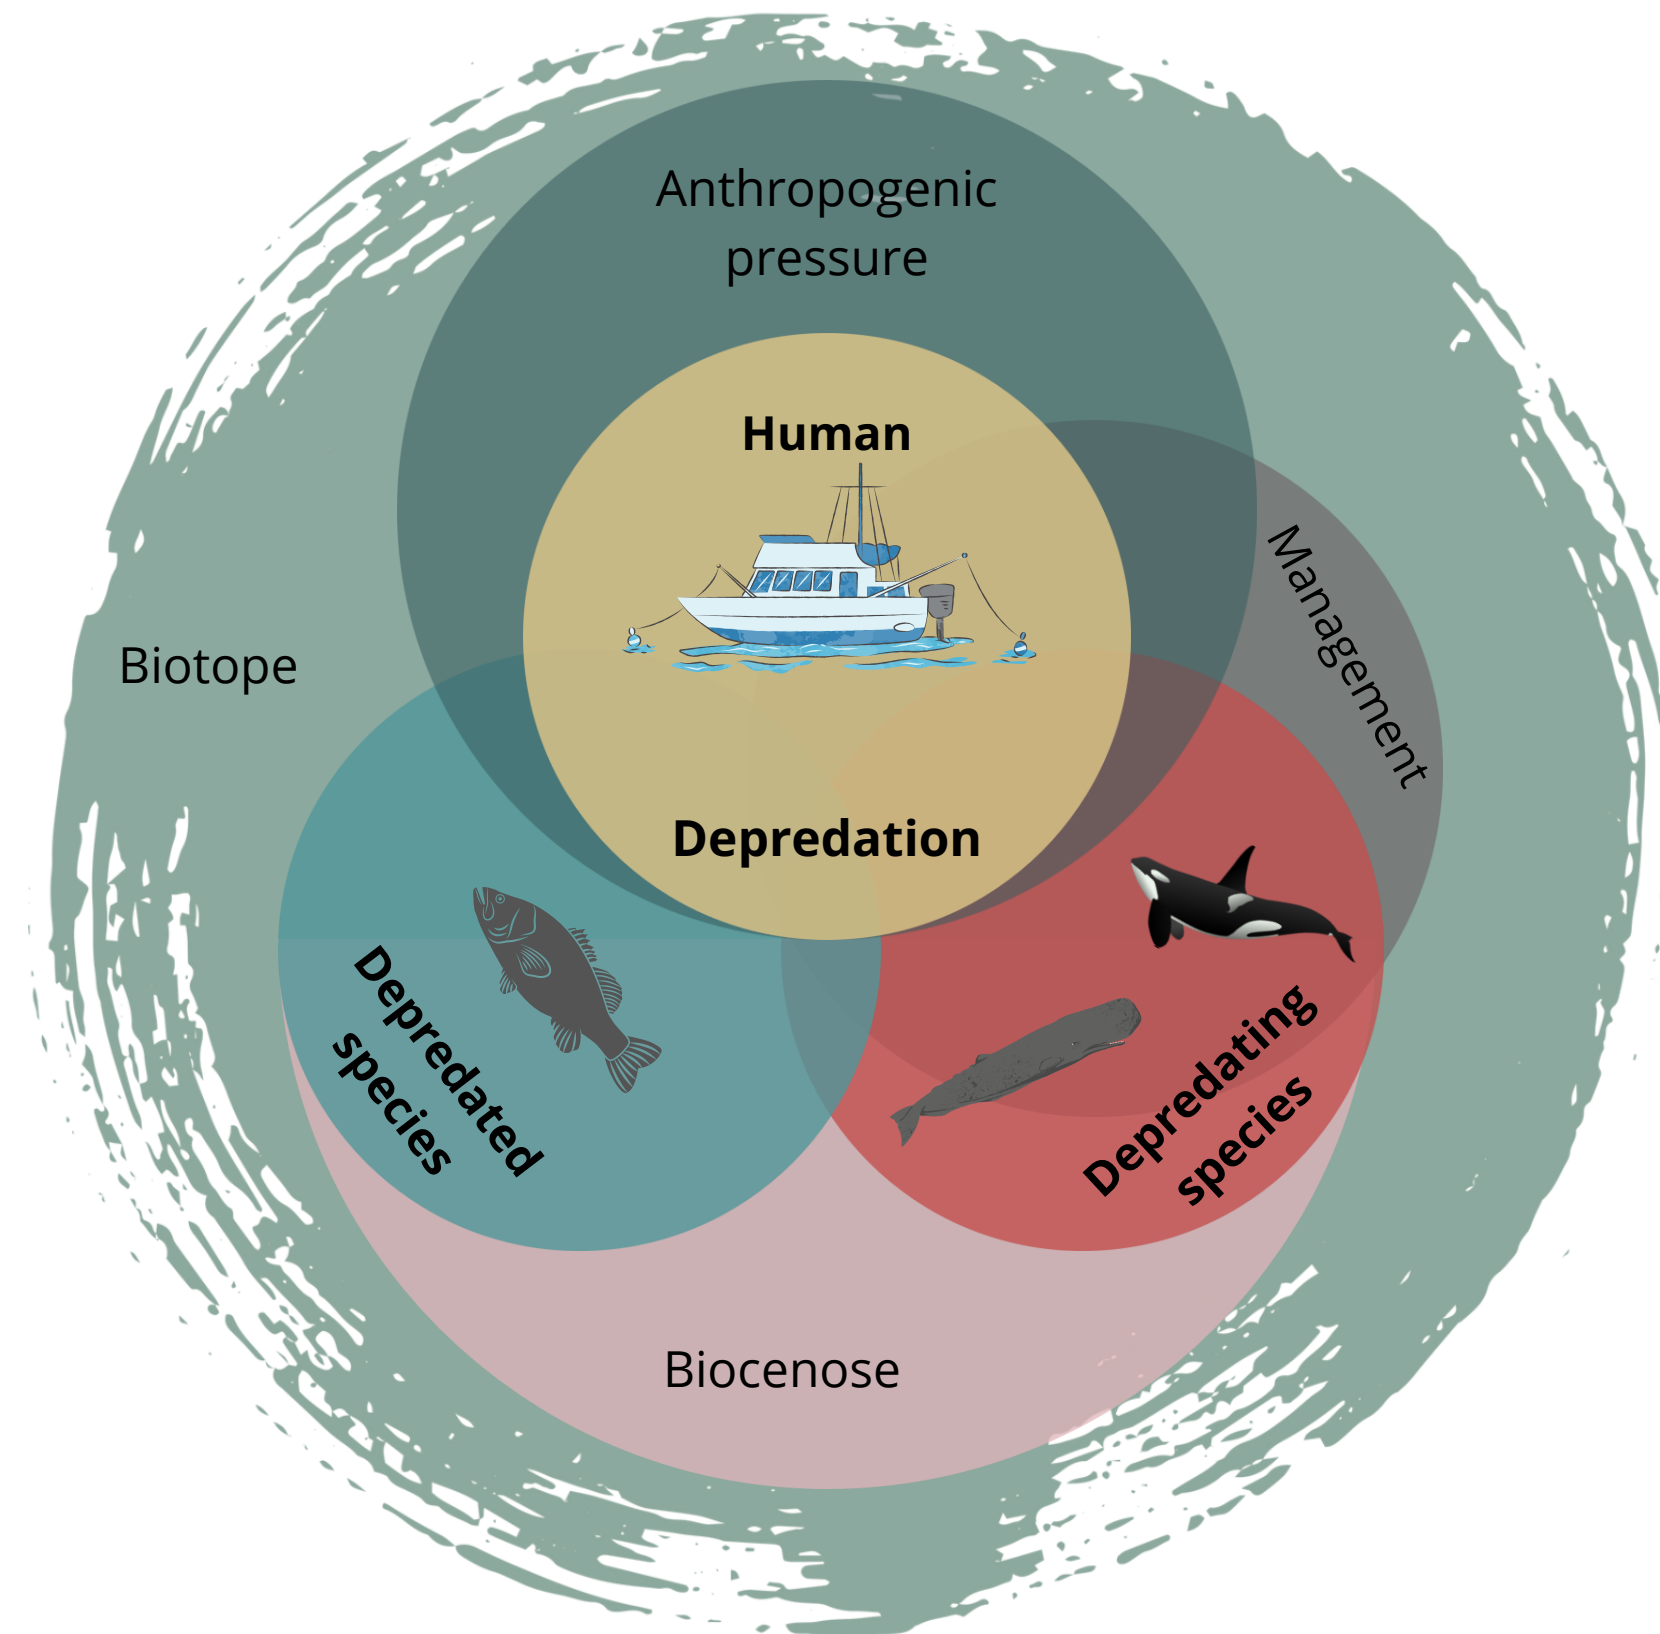 Anthropogenic
pressure
Human
Management
Biotope
Depredation
Depredated
species
Depredating
species
Biocenose